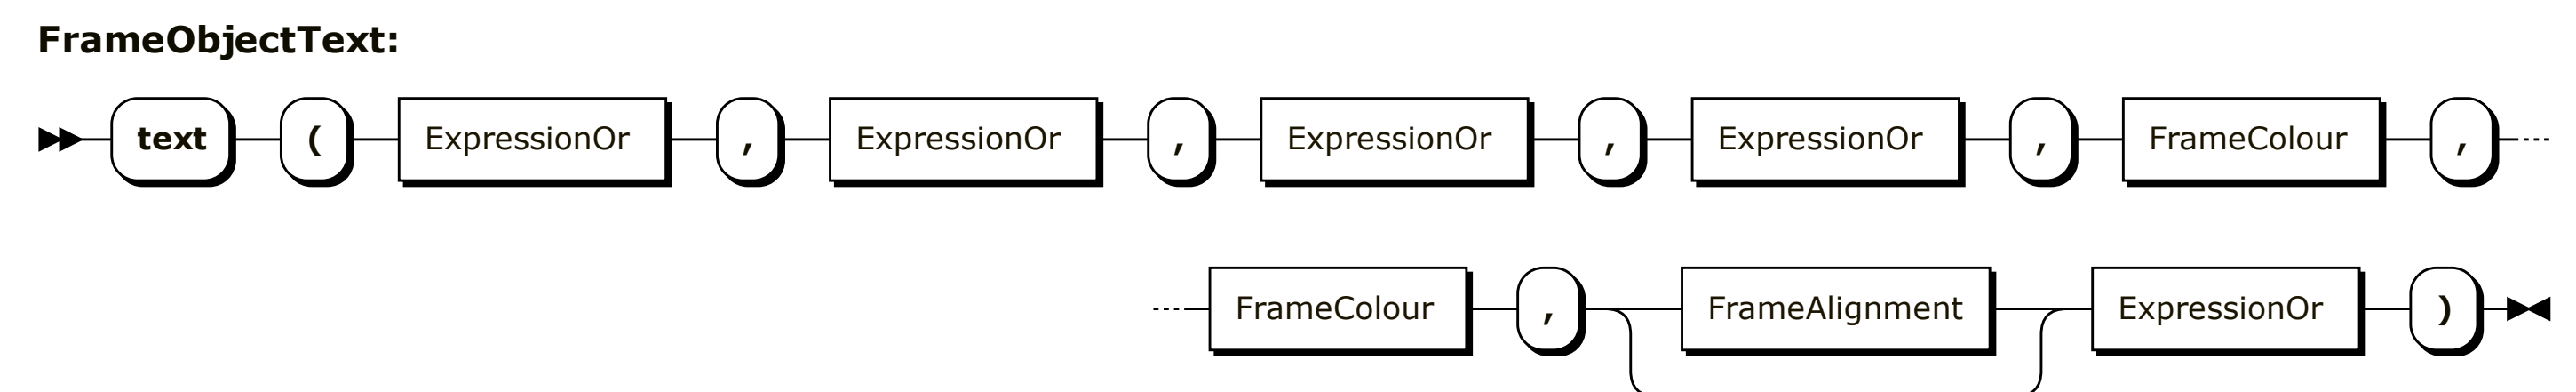 FrameObjectText:
text ( ExpressionOr , ExpressionOr , ExpressionOr , ExpressionOr , FrameColour ,
FrameColour , FrameAlignment ExpressionOr )